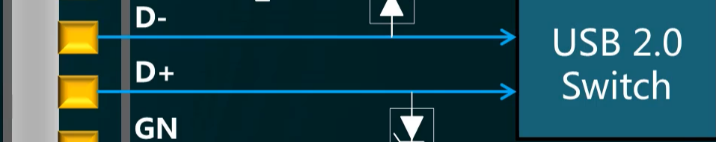 D-
D+
GN
USB 2.0
Switch